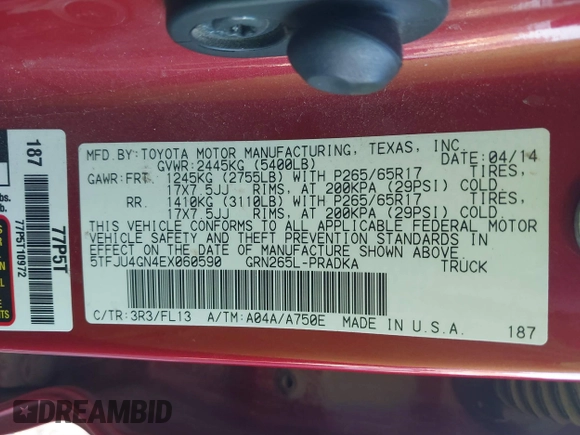 MFD.BY:TOYOTA MOTOR MANUFACTURING, TEXAS, INC.
GVWR:2445KG (5400LB) DATE:04/14
GAWR:FRT. 1245KG (2755LB) WITH P265/65R17 TIRES,
17X7.5JJ RIMS, AT 200KPA (29PSI) COLD.
RR. 1410KG (3110LB) WITH P265/65R17 TIRES,
17X7.5JJ RIMS, AT 200KPA (29PSI) COLD.
THIS VEHICLE CONFORMS TO ALL APPLICABLE FEDERAL MOTOR
VEHICLE SAFETY AND THEFT PREVENTION STANDARDS IN
EFFECT ON THE DATE OF MANUFACTURE SHOWN ABOVE.
5TFJU4GN4EX060590 GRN265L-PRADKA TRUCK
C/TR:3R3/FL13 A/TM:A04A/A750E MADE IN U.S.A.
187
187
77P5T
77P5T10972
lbs.
DREAMBID